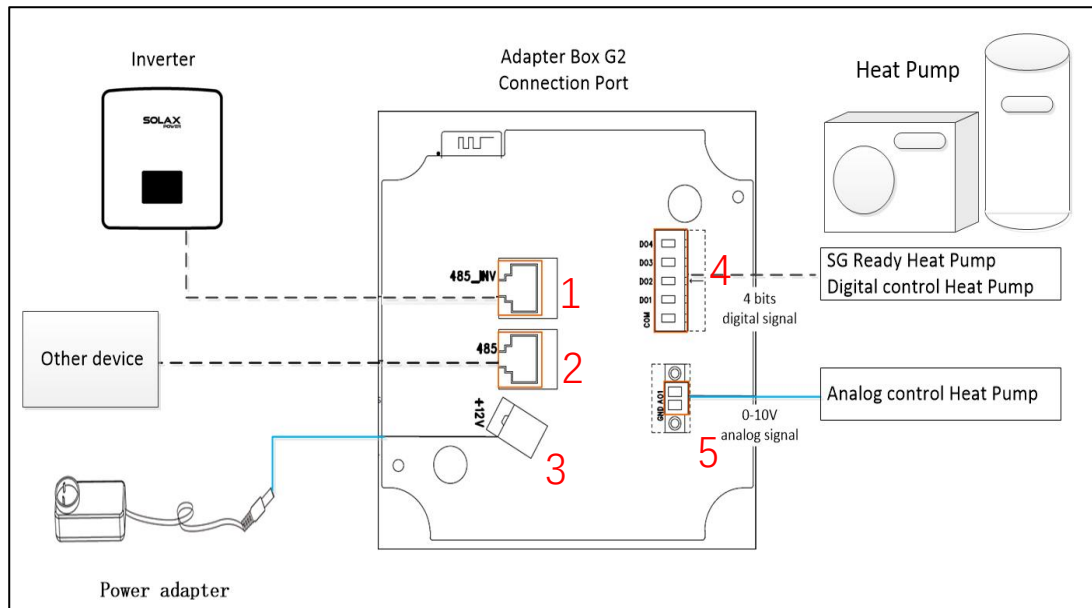 Inverter
SOLAX
POWER
Adapter Box G2
Connection Port
Heat Pump
485_INV
1
485
2
+12V
3
DO4
DO3
DO2
DO1
COM
4
4 bits
digital signal
SG Ready Heat Pump
Digital control Heat Pump
GND AO1
5
0-10V
analog signal
Analog control Heat Pump
Other device
Power adapter